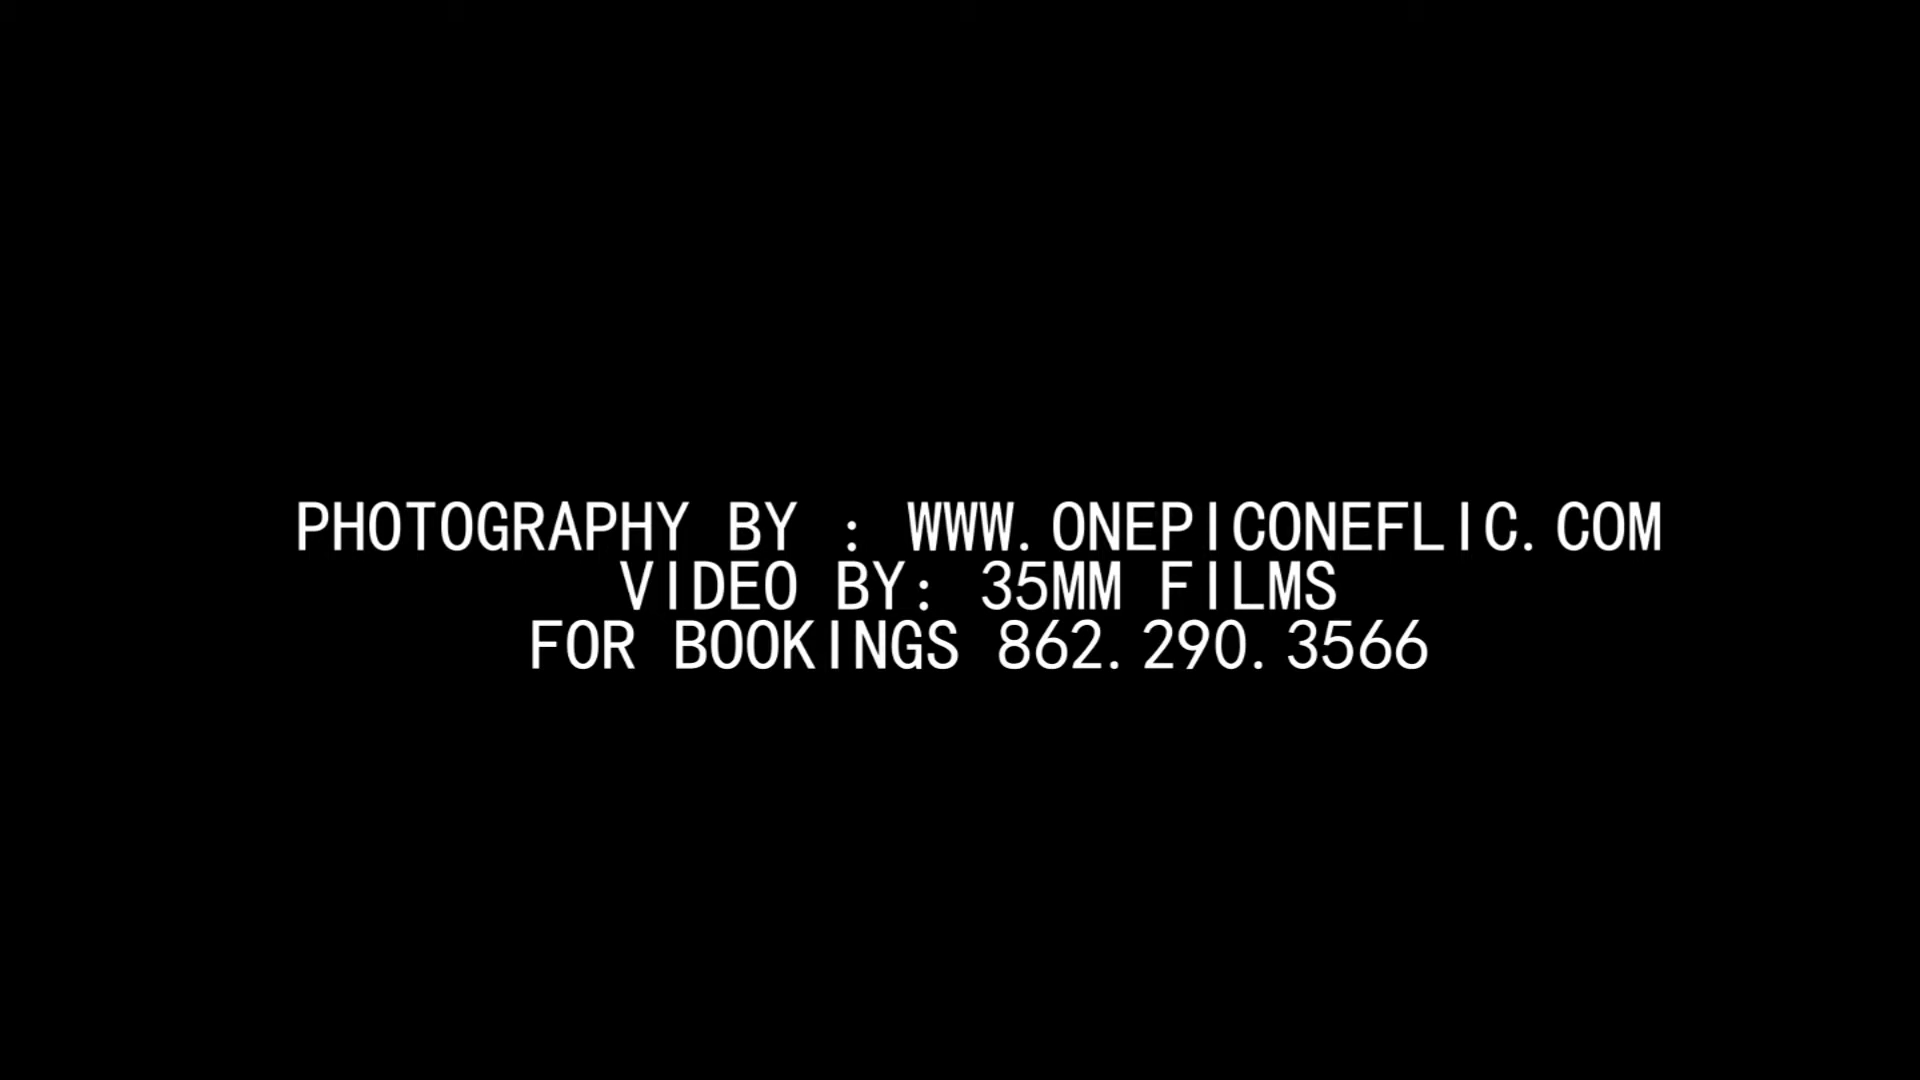 PHOTOGRAPHY BY : WWW.ONEPICONEFLIC.COM
VIDEO BY: 35MM FILMS
FOR BOOKINGS 862.290.3566